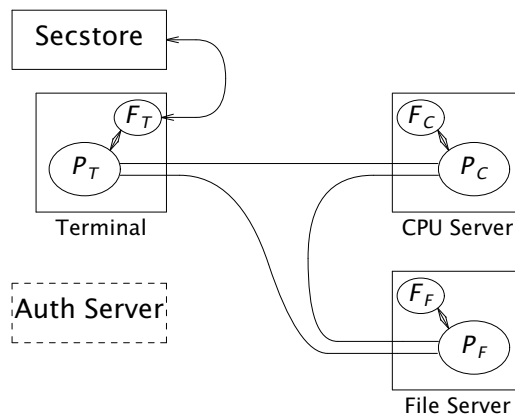 Secstore
F_T
P_T
Terminal
F_C
P_C
CPU Server
Auth Server
F_F
P_F
File Server